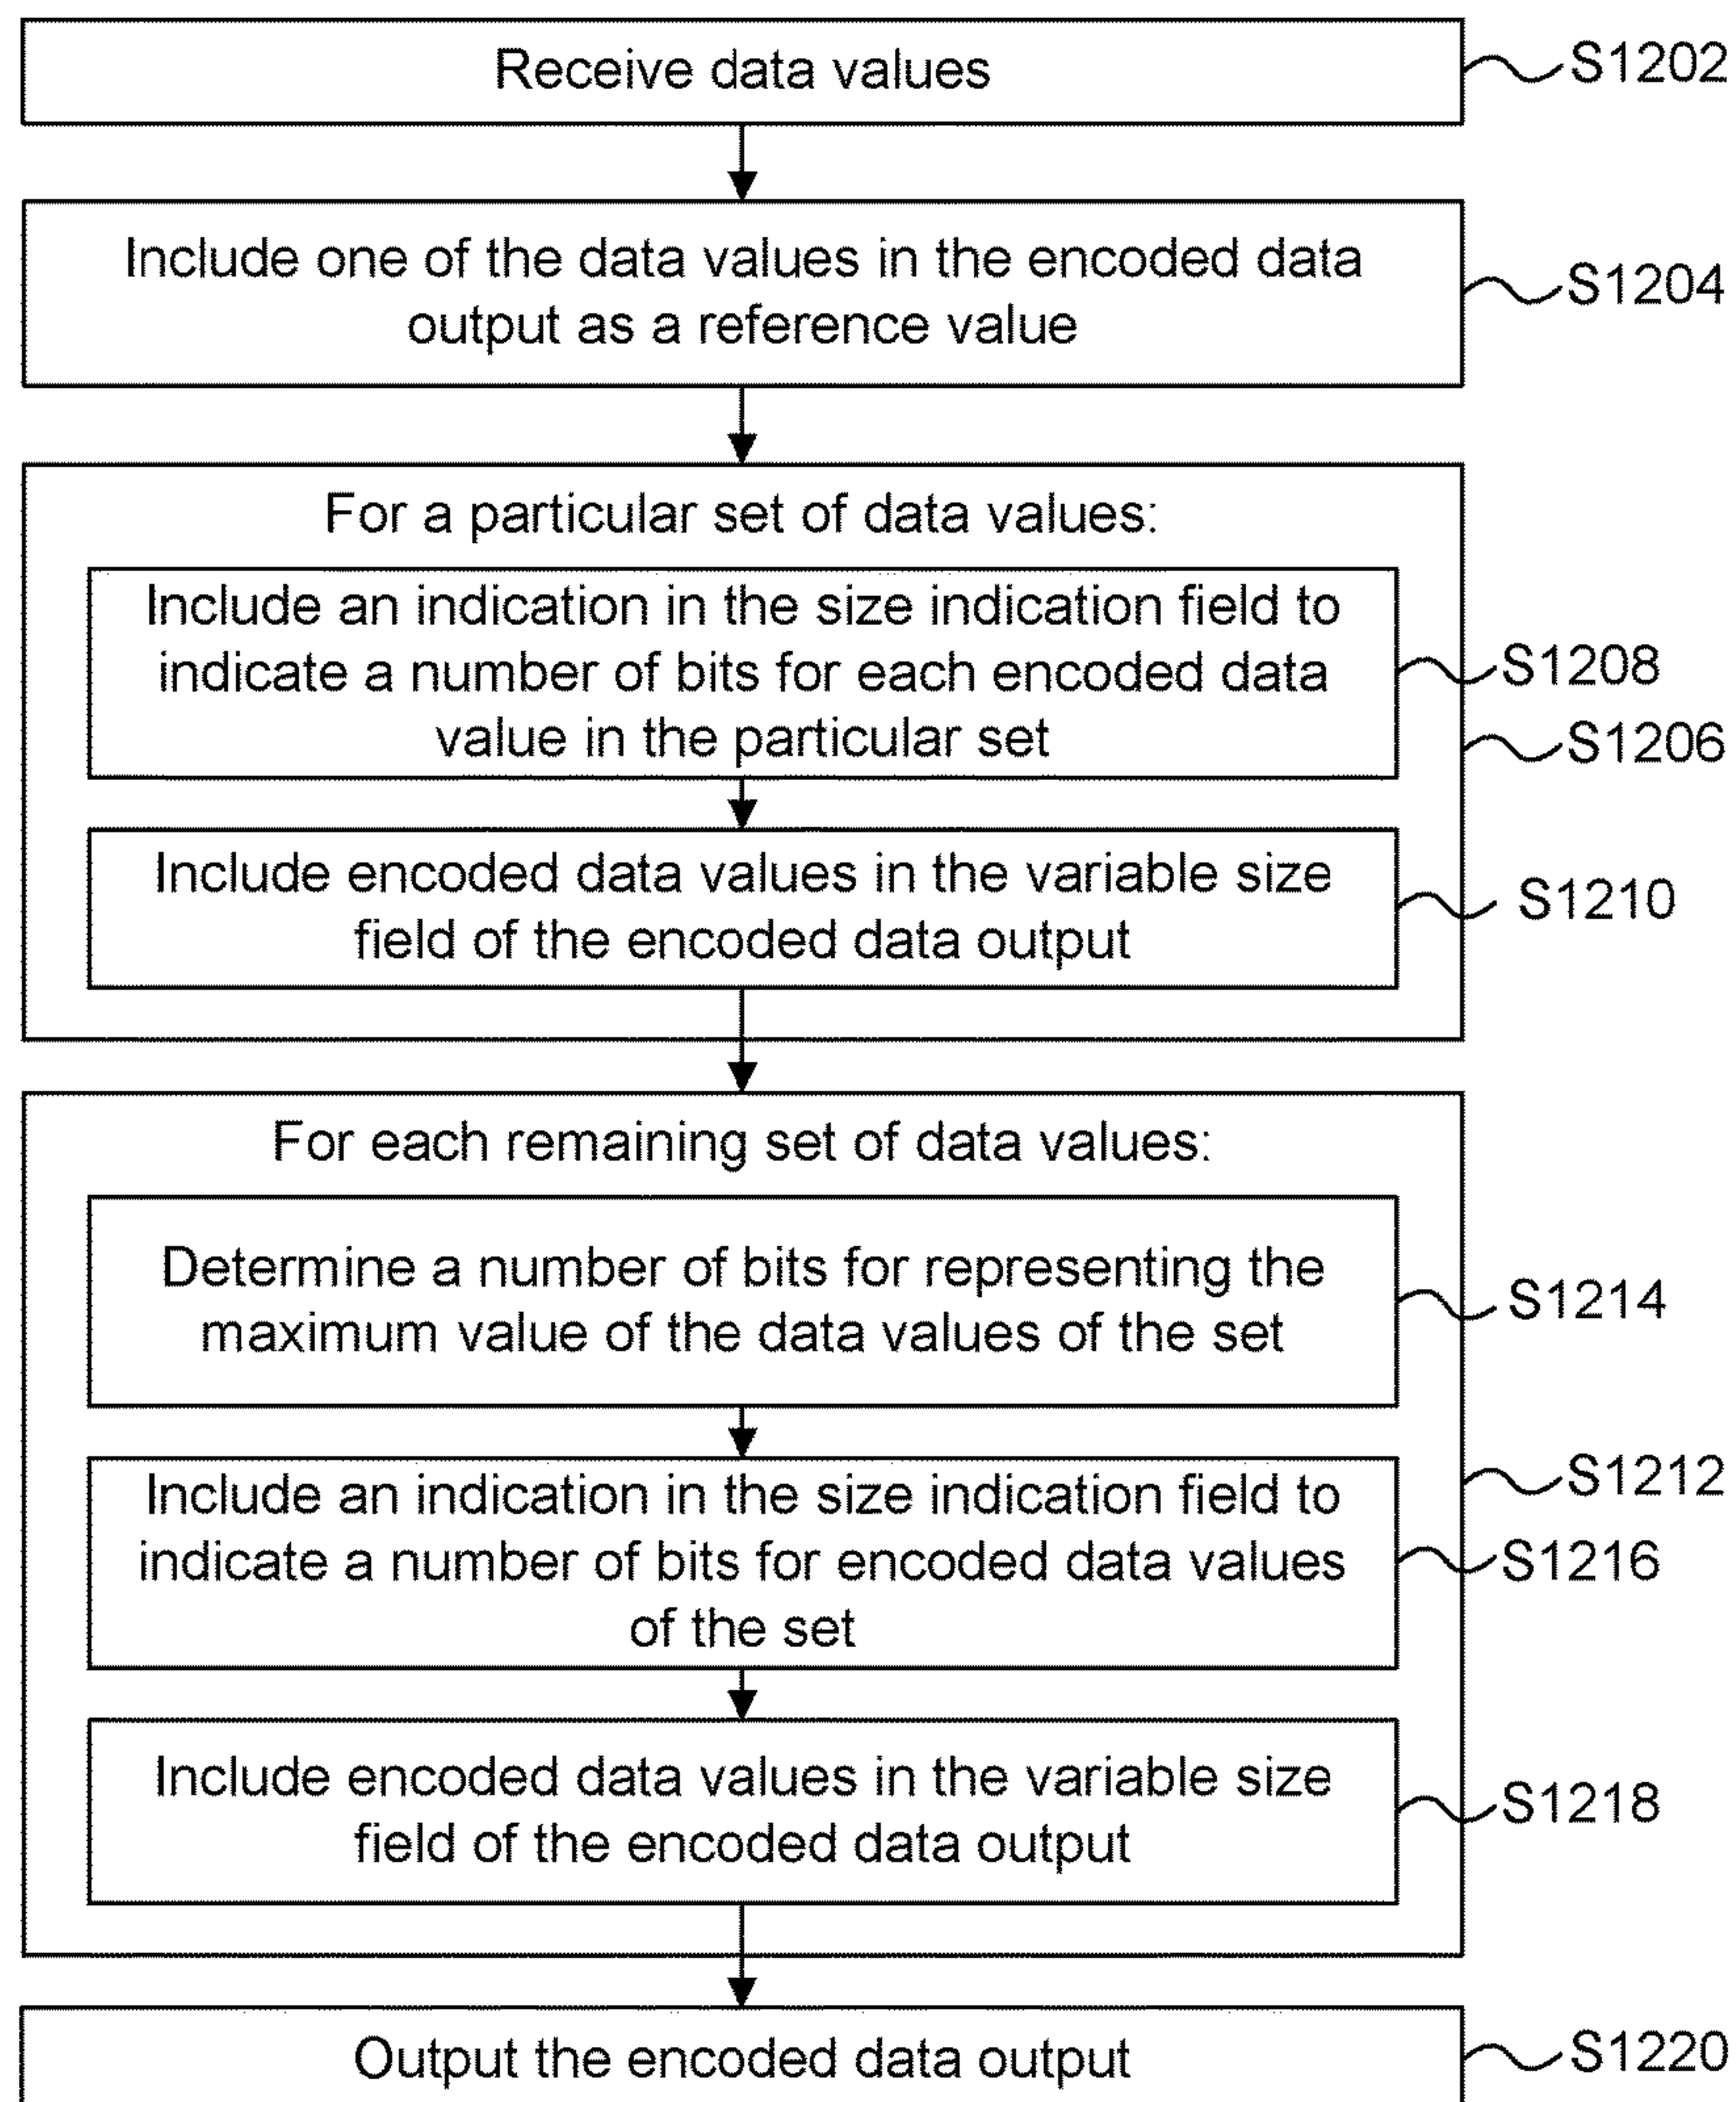 Receive data values
S1202
Include one of the data values in the encoded data
output as a reference value
S1204
For a particular set of data values:
Include an indication in the size indication field to
indicate a number of bits for each encoded data
value in the particular set
S1208
S1206
Include encoded data values in the variable size
field of the encoded data output
S1210
For each remaining set of data values:
Determine a number of bits for representing the
maximum value of the data values of the set
S1214
S1212
Include an indication in the size indication field to
indicate a number of bits for encoded data values
of the set
S1216
Include encoded data values in the variable size
field of the encoded data output
S1218
Output the encoded data output
S1220